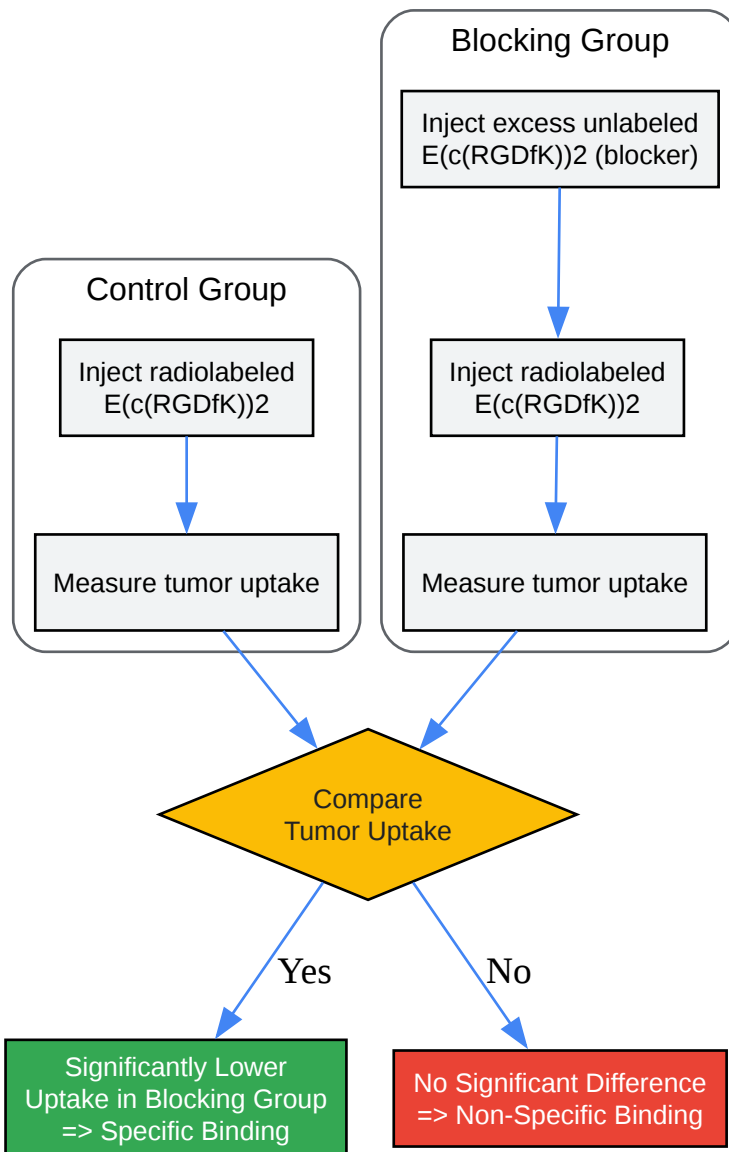 Blocking Group
Inject excess unlabeled
E(c(RGDfK))2 (blocker)
Control Group
Inject radiolabeled
E(c(RGDfK))2
Inject radiolabeled
E(c(RGDfK))2
Measure tumor uptake
Measure tumor uptake
Compare
Tumor Uptake
Yes
No
Significantly Lower
Uptake in Blocking Group
=> Specific Binding
No Significant Difference
=> Non-Specific Binding